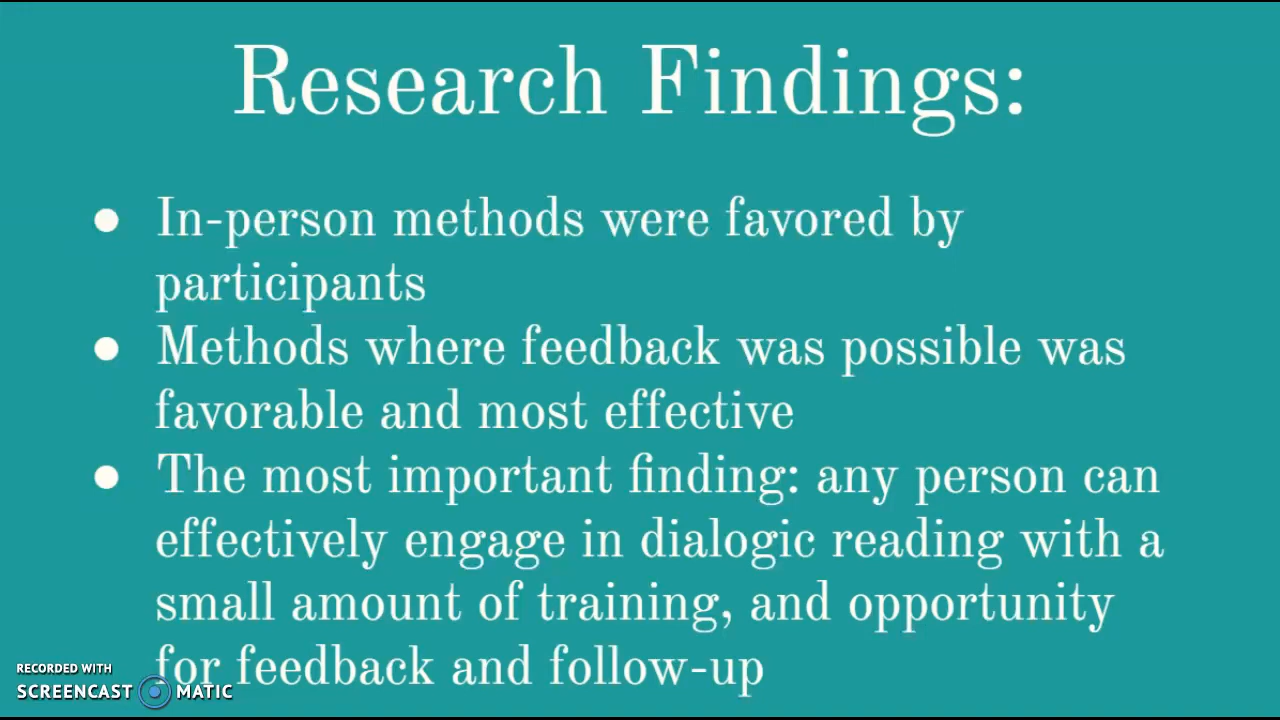 Research Findings:
● In-person methods were favored by
participants
● Methods where feedback was possible was
favorable and most effective
● The most important finding: any person can
effectively engage in dialogic reading with a
small amount of training, and opportunity
for feedback and follow-up
RECORDED WITH
SCREENCAST MATIC